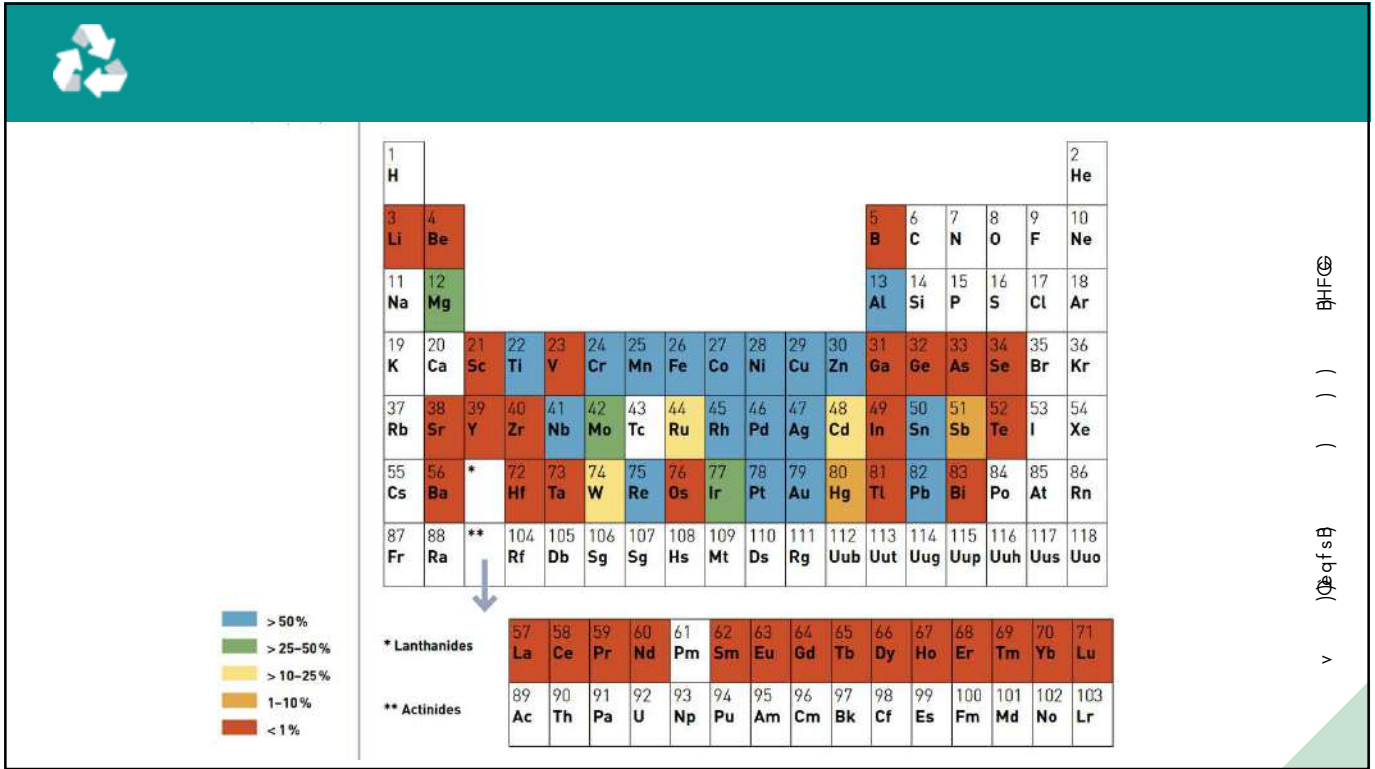 1 2
H He
3 4 5 6 7 8 9 10
Li Be B C N O F Ne
11 12 13 14 15 16 17 18
Na Mg Al Si P S Cl Ar
19 20 21 22 23 24 25 26 27 28 29 30 31 32 33 34 35 36
K Ca Sc Ti V Cr Mn Fe Co Ni Cu Zn Ga Ge As Se Br Kr
37 38 39 40 41 42 43 44 45 46 47 48 49 50 51 52 53 54
Rb Sr Y Zr Nb Mo Tc Ru Rh Pd Ag Cd In Sn Sb Te I Xe
55 56 * 72 73 74 75 76 77 78 79 80 81 82 83 84 85 86
Cs Ba Hf Ta W Re Os Ir Pt Au Hg Tl Pb Bi Po At Rn
87 88 ** 104 105 106 107 108 109 110 111 112 113 114 115 116 117 118
Fr Ra Rf Db Sg Sg Hs Mt Ds Rg Uub Uut Uug Uup Uuh Uus Uuo
> 50%
> 25-50%
> 10-25%
1-10%
< 1%
* Lanthanides
57 58 59 60 61 62 63 64 65 66 67 68 69 70 71
La Ce Pr Nd Pm Sm Eu Gd Tb Dy Ho Er Tm Yb Lu
** Actinides
89 90 91 92 93 94 95 96 97 98 99 100 101 102 103
Ac Th Pa U Np Pu Am Cm Bk Cf Es Fm Md No Lr